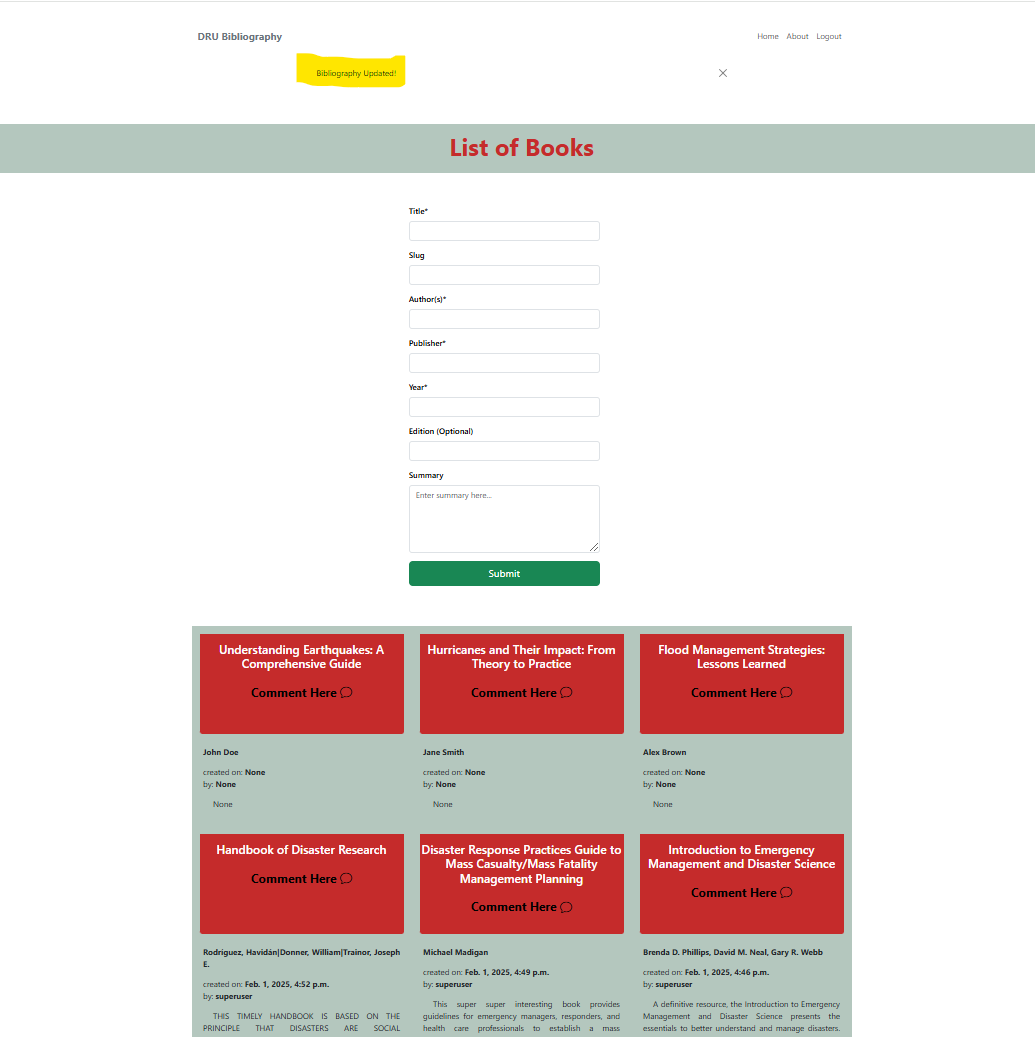 DRU Bibliography
Home About Logout
Bibliography Updated!
List of Books
Title*
Slug
Author(s)*
Publisher*
Year*
Edition (Optional)
Summary
Enter summary here...
Submit
Understanding Earthquakes: A
Comprehensive Guide
Comment Here
John Doe
created on: None
by: None
None
Hurricanes and Their Impact: From
Theory to Practice
Comment Here
Jane Smith
created on: None
by: None
None
Flood Management Strategies:
Lessons Learned
Comment Here
Alex Brown
created on: None
by: None
None
Handbook of Disaster Research
Comment Here
Rodríguez, Havidán|Donner, William|Trainor, Joseph
E.
created on: Feb. 1, 2025, 4:52 p.m.
by: superuser
THIS TIMELY HANDBOOK IS BASED ON THE
PRINCIPLE THAT DISASTERS ARE SOCIAL
Disaster Response Practices Guide to
Mass Casualty/Mass Fatality
Management Planning
Comment Here
Michael Madigan
created on: Feb. 1, 2025, 4:49 p.m.
by: superuser
This super super interesting book provides
guidelines for emergency managers, responders, and
health care professionals to establish a mass
Introduction to Emergency
Management and Disaster Science
Comment Here
Brenda D. Phillips, David M. Neal, Gary R. Webb
created on: Feb. 1, 2025, 4:46 p.m.
by: superuser
A definitive resource, the Introduction to Emergency
Management and Disaster Science presents the
essentials to better understand and manage disasters.